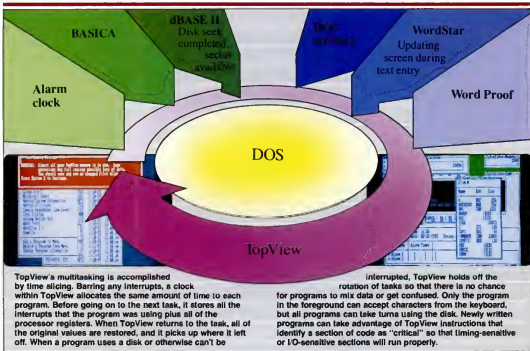 BASICA
dBASE II
Disk seek
completed,
sector
available
WordStar
Updating
screen during
text entry
Alarm
clock
Word Proof
DOS
TopView
TopView's multitasking is accomplished
by time slicing. Barring any interrupts, a clock
within TopView allocates the same amount of time to each
program. Before going on to the next task, it stores all the
interrupts that the program was using plus all of the
processor registers. When TopView returns to the task, all of
the original values are restored, and it picks up where it left
off. When a program uses a disk or otherwise can't be
interrupted, TopView holds off the
rotation of tasks so that there is no chance
for programs to mix data or get confused. Only the program
in the foreground can accept characters from the keyboard,
but all programs can take turns using the disk. Newly written
programs can take advantage of TopView instructions that
identify a section of code as "critical" so that timing-sensitive
or I/O-sensitive sections will run properly.